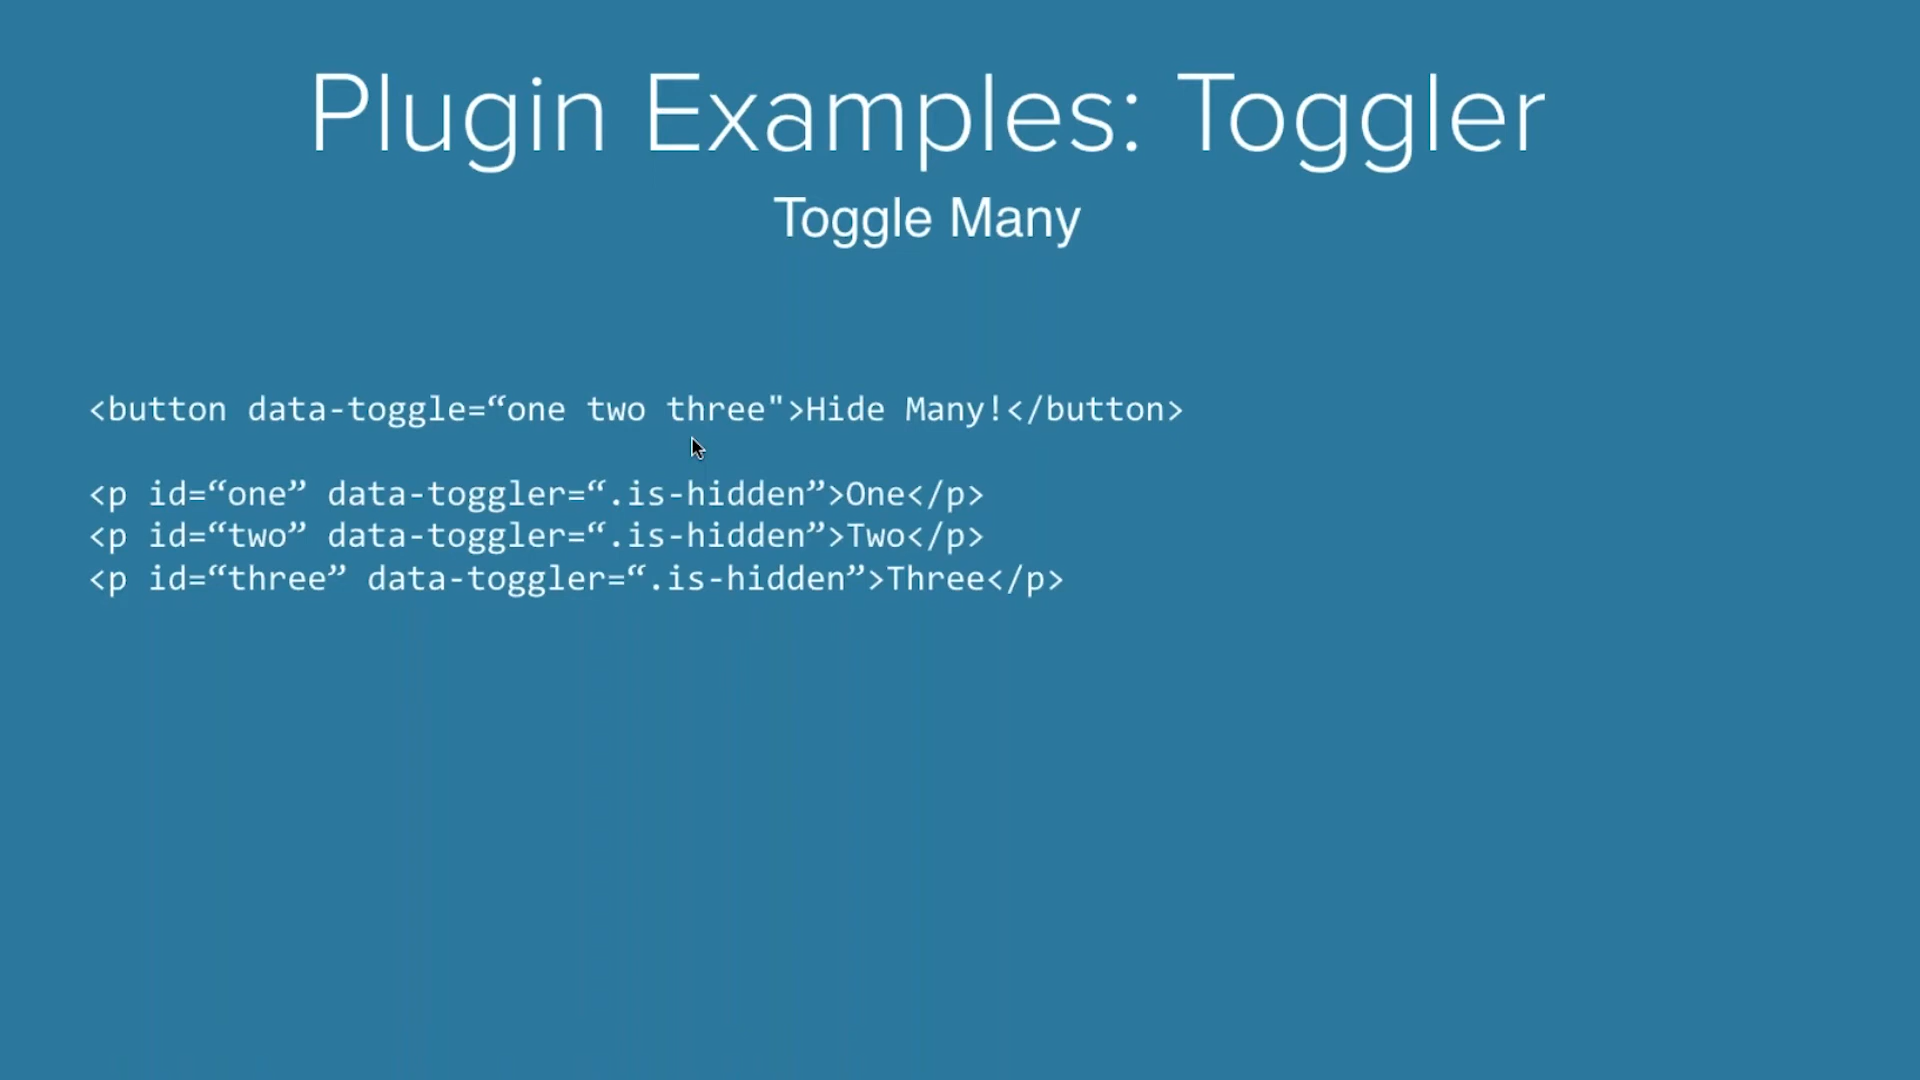 Plugin Examples: Toggler
Toggle Many
<button data-toggle=“one two three">Hide Many!</button>
<p id=“one” data-toggler=“.is-hidden”>One</p>
<p id=“two” data-toggler=“.is-hidden”>Two</p>
<p id=“three” data-toggler=“.is-hidden”>Three</p>